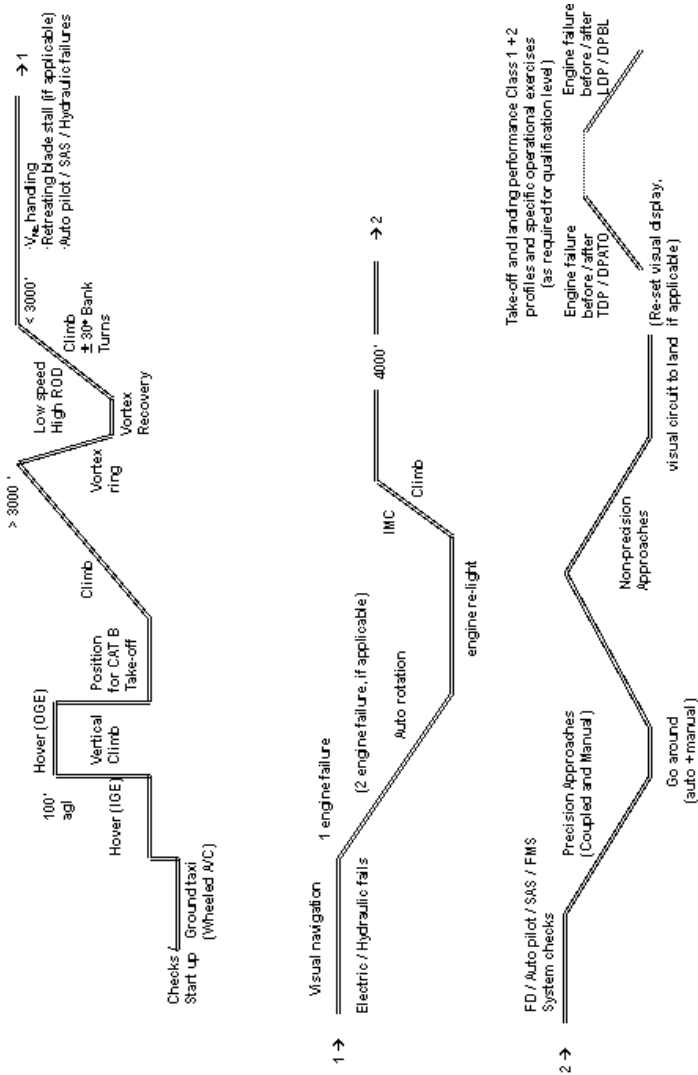 Checks /
Start up
Ground taxi
(Wheeled A/C)
Hover (IGE)
100'
agl
Hover (OGE)
Vertical
Climb
Position
for CAT B
Take-off
Climb
> 3000 '
Vortex
ring
Vortex
Recovery
Low speed
High ROD
Climb
± 30° Bank
Turns
< 3000'
·VNE handling
·Retreating blade stall (if applicable)
·Auto pilot / SAS / Hydraulic failures
→ 1
1 →
Visual navigation
Electric / Hydraulic fails
1 engine failure
(2 engine failure, if applicable)
Auto rotation
engine re-light
IMC
Climb
4000'
→ 2
2 →
FD / Auto pilot / SAS / FMS
System checks
Precision Approaches
(Coupled and Manual)
Go around
(auto +manual)
Non-precision
Approaches
visual circuit to land
(Re-set visual display,
if applicable)
Take-off and landing performance Class 1 +2
profiles and specific operational exercises
(as required for qualification level)
Engine failure
before / after
TDP / DPATO
Engine failure
before / after
LDP / DPBL